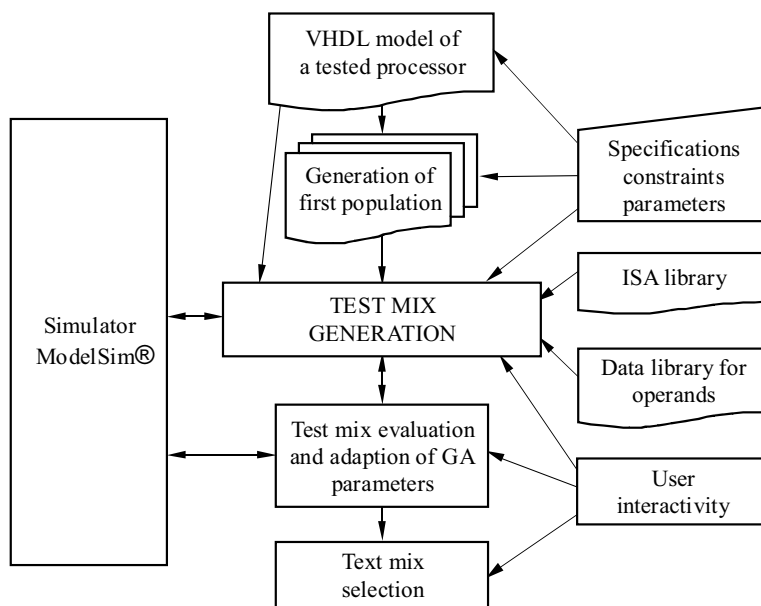 VHDL model of
a tested processor
Generation of
first population
Specifications
constraints
parameters
ISA library
TEST MIX
GENERATION
Simulator
ModelSim®
Data library for
operands
Test mix evaluation
and adaption of GA
parameters
User
interactivity
Text mix
selection